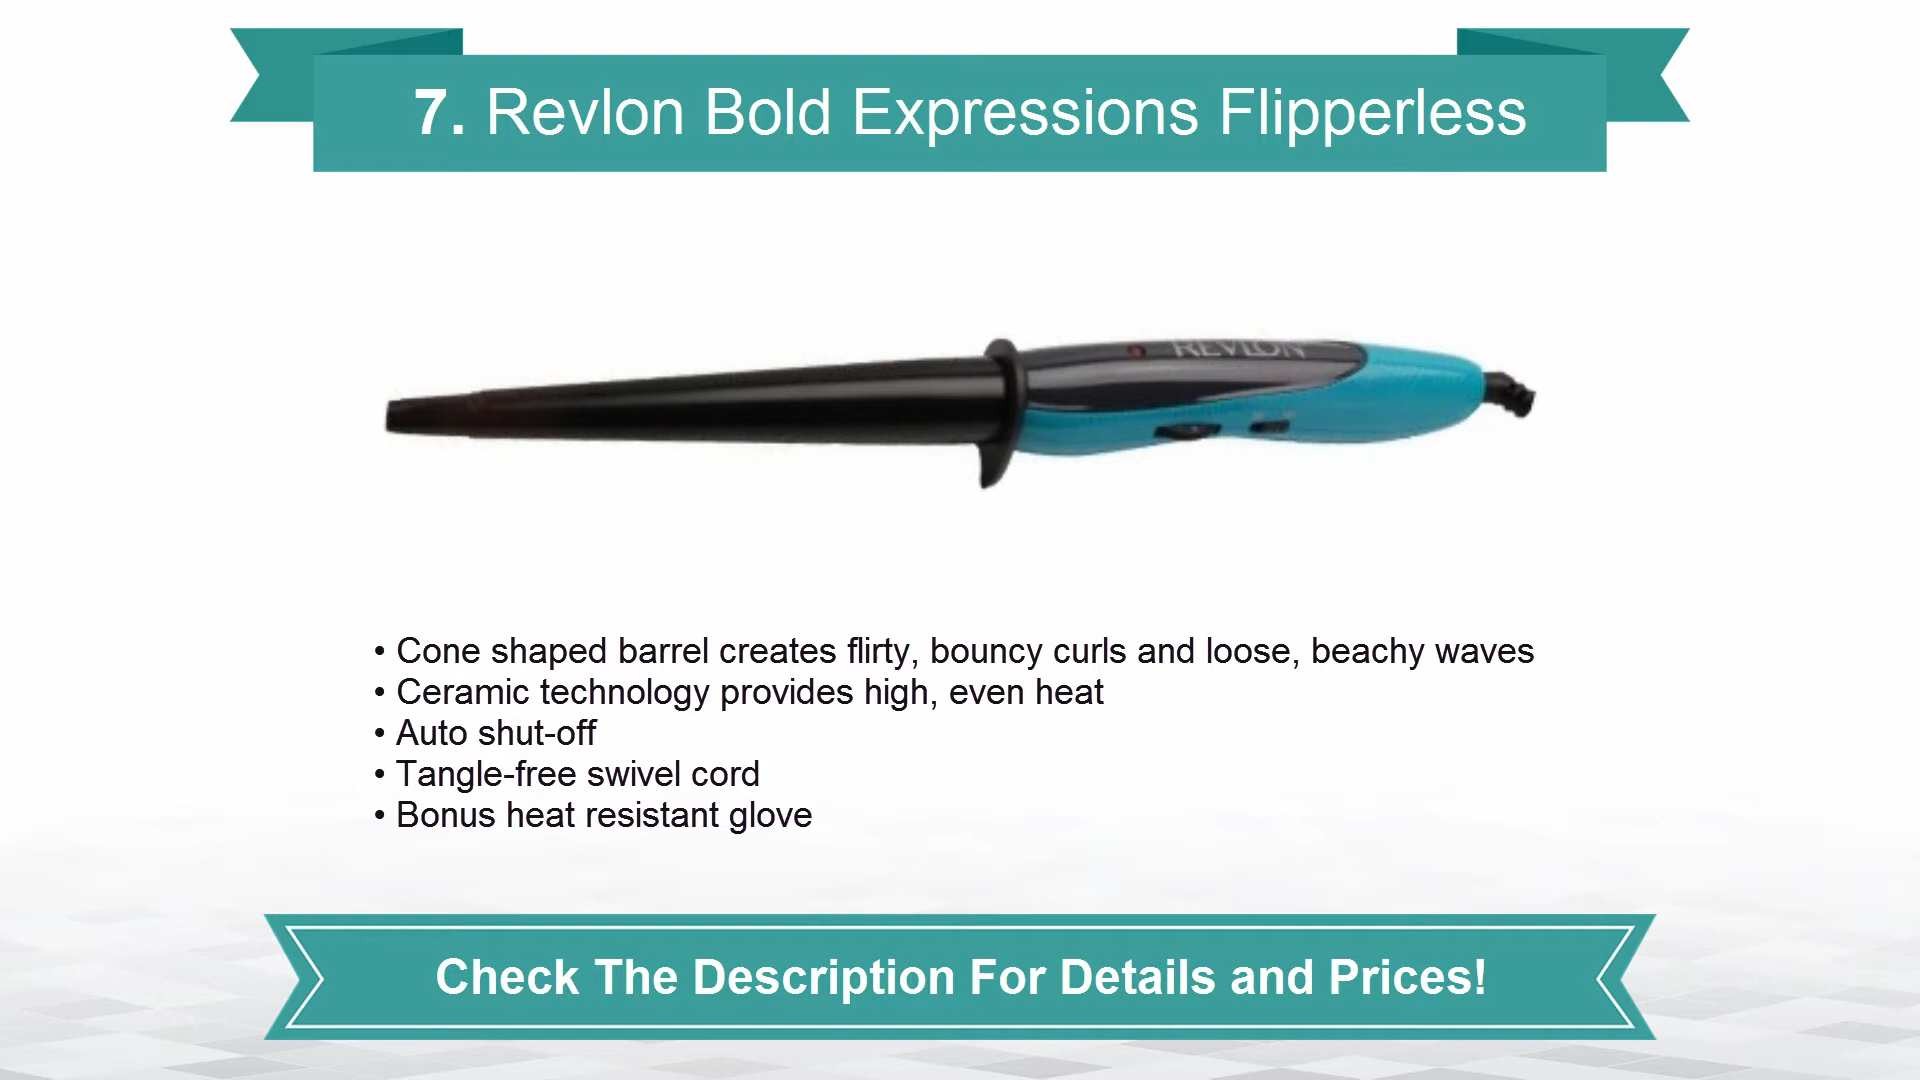 7. Revlon Bold Expressions Flipperless
REVLON
• Cone shaped barrel creates flirty, bouncy curls and loose, beachy waves
• Ceramic technology provides high, even heat
• Auto shut-off
• Tangle-free swivel cord
• Bonus heat resistant glove
Check The Description For Details and Prices!